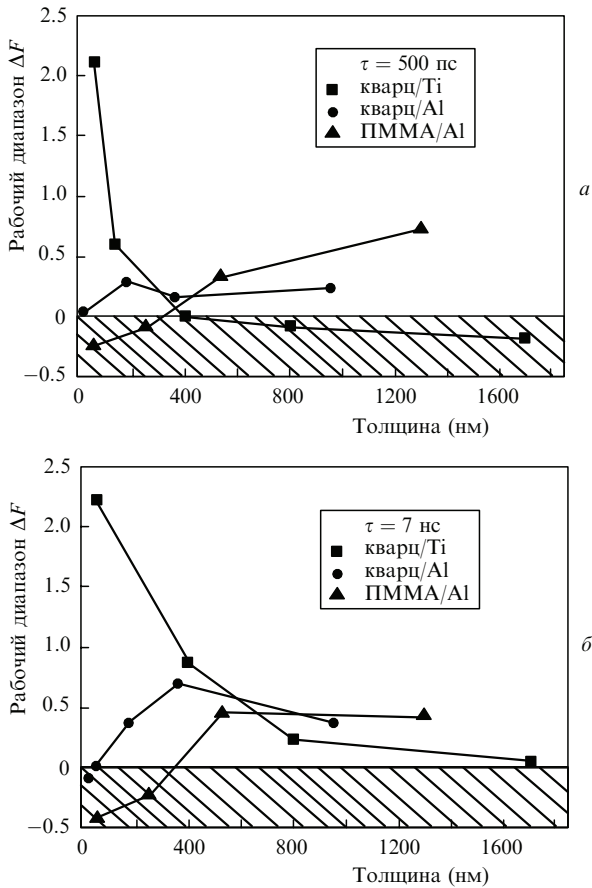 Рабочий диапазон ΔF
2.5
2.0
1.5
1.0
0.5
0
−0.5
τ = 500 пс
кварц/Ti
кварц/Al
ПММА/Al
а
0 400 800 1200 1600
Толщина (нм)
Рабочий диапазон ΔF
2.5
2.0
1.5
1.0
0.5
0
−0.5
τ = 7 нс
кварц/Ti
кварц/Al
ПММА/Al
б
0 400 800 1200 1600
Толщина (нм)